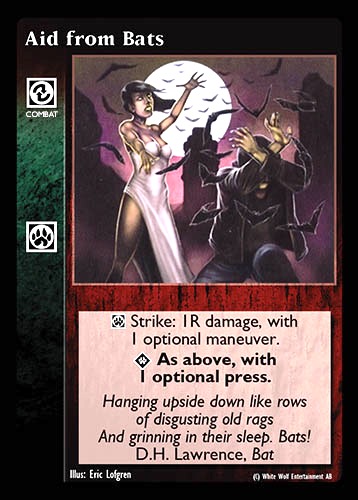 Aid from Bats
COMBAT
Strike: 1R damage, with
1 optional maneuver.
As above, with
1 optional press.
Hanging upside down like rows
of disgusting old rags
And grinning in their sleep. Bats!
D.H. Lawrence, Bat
Illus: Eric Lofgren
(C) White Wolf Entertainment AB